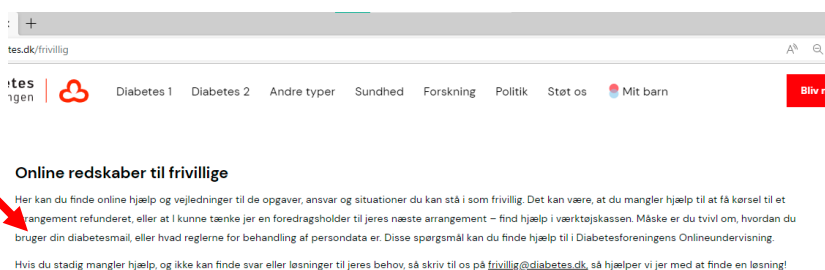 tes.dk/frivillig
Diabetes 1 Diabetes 2 Andre typer Sundhed Forskning Politik Støt os Mit barn
Online redskaber til frivillige
Her kan du finde online hjælp og vejledninger til de opgaver, ansvar og situationer du kan stå i som frivillig. Det kan være, at du mangler hjælp til at få kørsel til et
arrangement refunderet, eller at I kunne tænke jer en foredragsholder til jeres næste arrangement – find hjælp i værktøjskassen. Måske er du tvivl om, hvordan du
bruger din diabetesmail, eller hvad reglerne for behandling af persondata er. Disse spørgsmål kan du finde hjælp til i Diabetesforeningens Onlineundervisning.
Hvis du stadig mangler hjælp, og ikke kan finde svar eller løsninger til jeres behov, så skriv til os på frivillig@diabetes.dk, så hjælper vi jer med at finde en løsning!